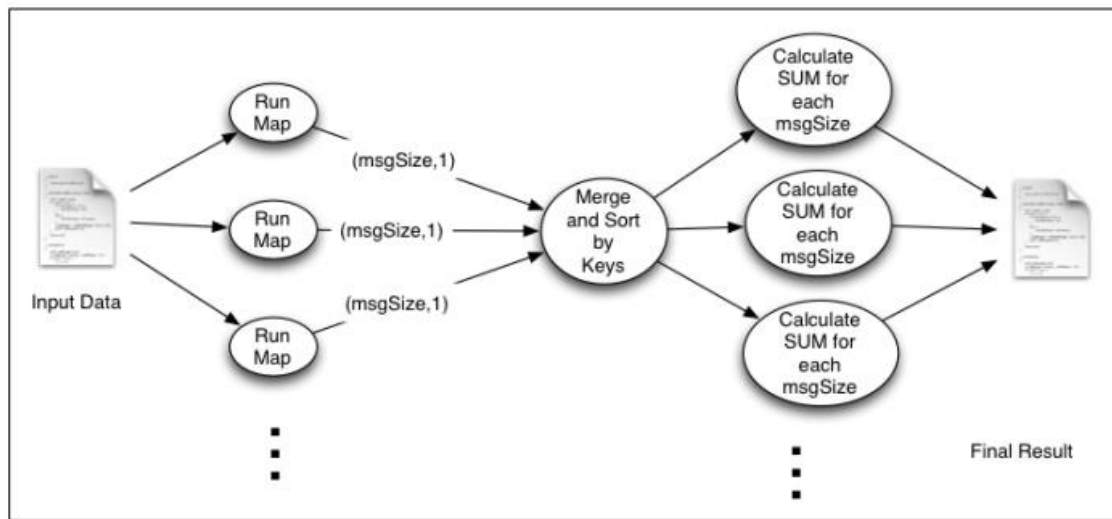 Input Data
Run
Map
Run
Map
Run
Map
(msgSize,1)
(msgSize,1)
(msgSize,1)
Merge
and Sort
by
Keys
Calculate
SUM for
each
msgSize
Calculate
SUM for
each
msgSize
Calculate
SUM for
each
msgSize
Final Result